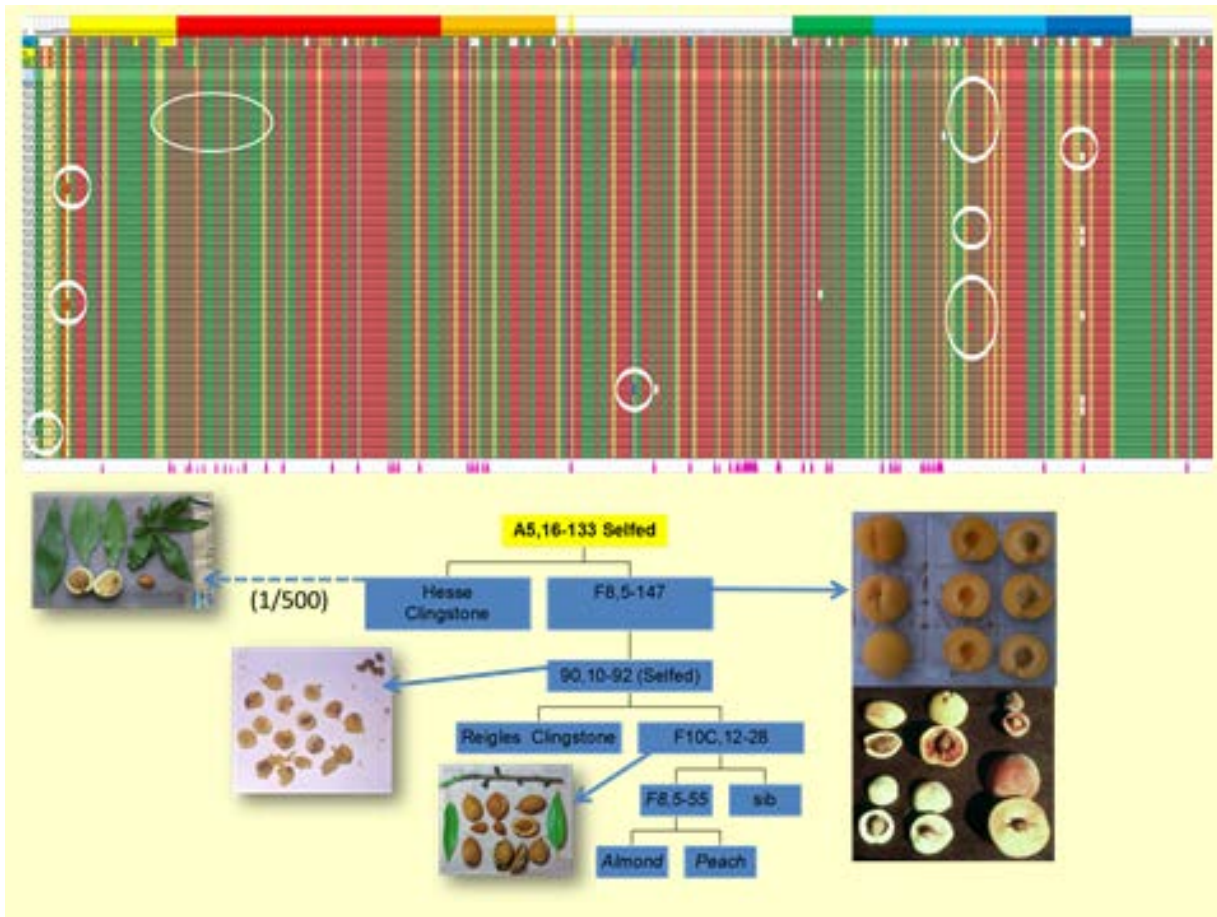 A5,16-133 Selfed
(1/500)
Hesse
Clingstone
F8,5-147
90,10-92 (Selfed)
Reigles Clingstone
F10C,12-28
F8,5-55
sib
Almond
Peach